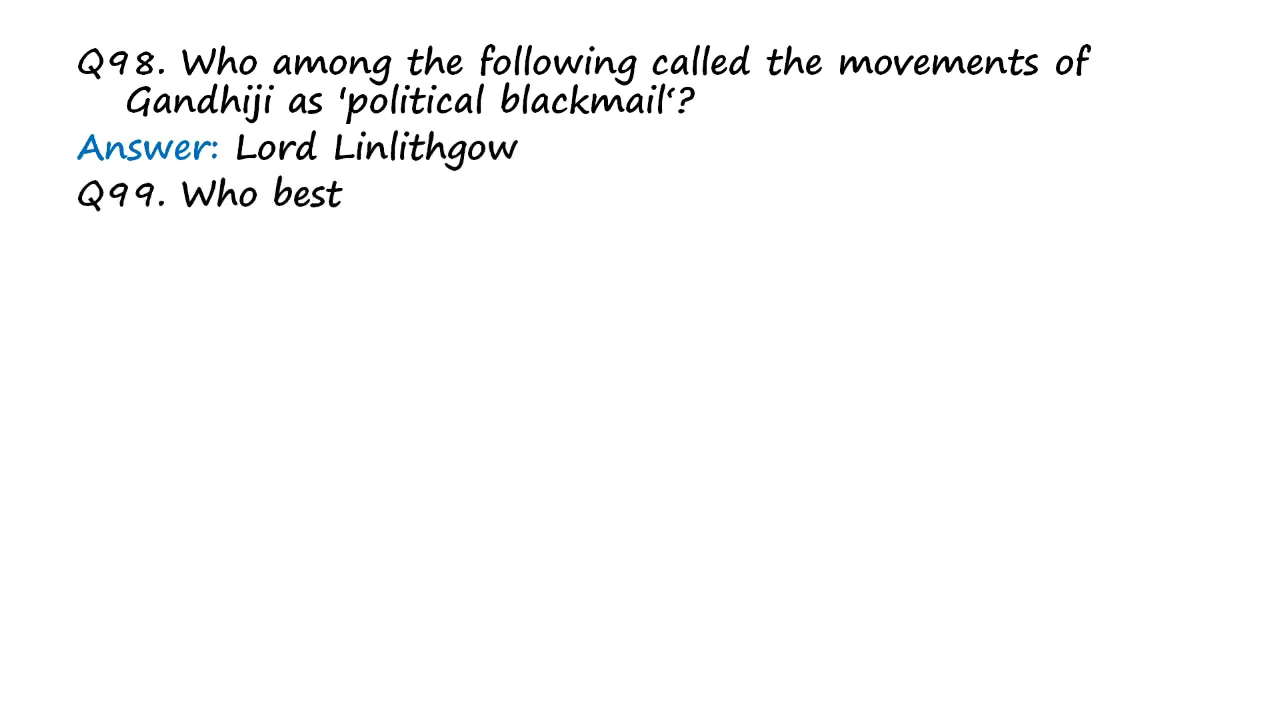 Q98. Who among the following called the movements of
Gandhiji as 'political blackmail‘?
Answer: Lord Linlithgow
Q99. Who best